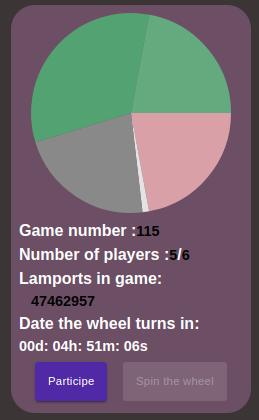 Game number :115
Number of players :5/6
Lamports in game:
47462957
Date the wheel turns in:
00d: 04h: 51m: 06s
Participe
Spin the wheel